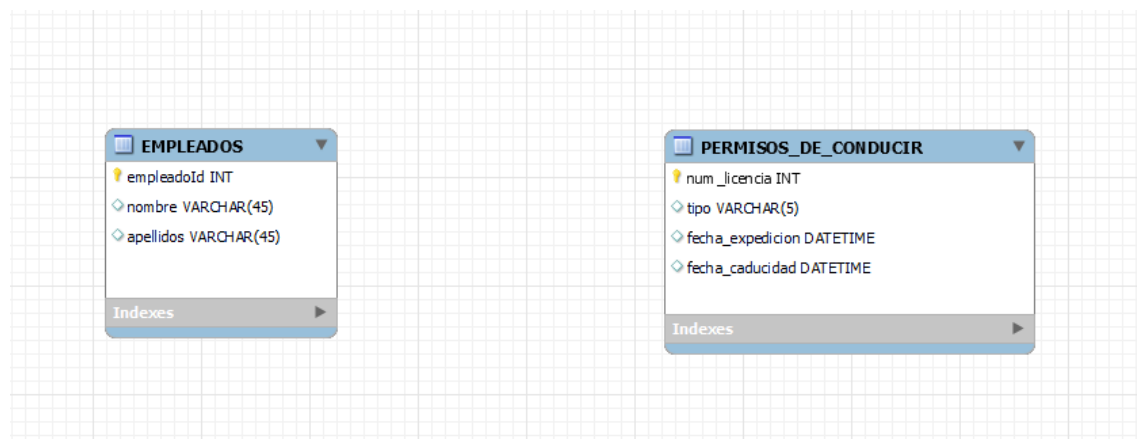 EMPLEADOS
empleadoId INT
nombre VARCHAR(45)
apellidos VARCHAR(45)
Indexes
PERMISOS_DE_CONDUCIR
num _licencia INT
tipo VARCHAR(5)
fecha_expedicion DATETIME
fecha_caducidad DATETIME
Indexes